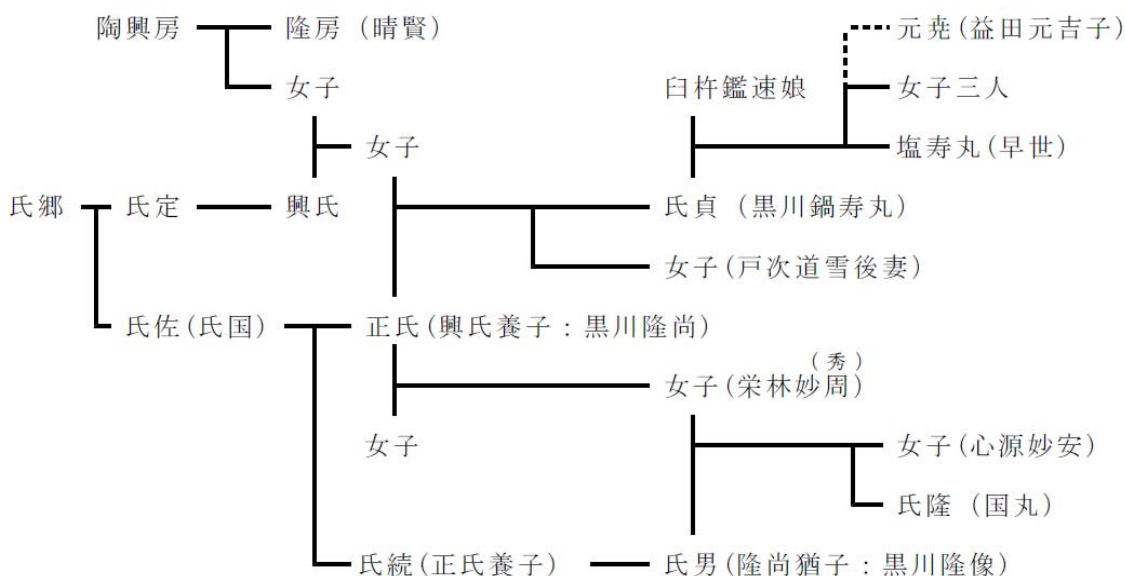 陶興房 隆房（晴賢） 元尭(益田元吉子)
女子 臼杵鑑速娘 女子三人
女子 塩寿丸(早世)
氏郷 氏定 興氏 氏貞（黒川鍋寿丸）
女子(戸次道雪後妻)
氏佐(氏国) 正氏(興氏養子：黒川隆尚)
（秀）
女子(栄林妙周)
女子 女子(心源妙安)
氏隆（国丸）
氏続(正氏養子) 氏男(隆尚猶子：黒川隆像)